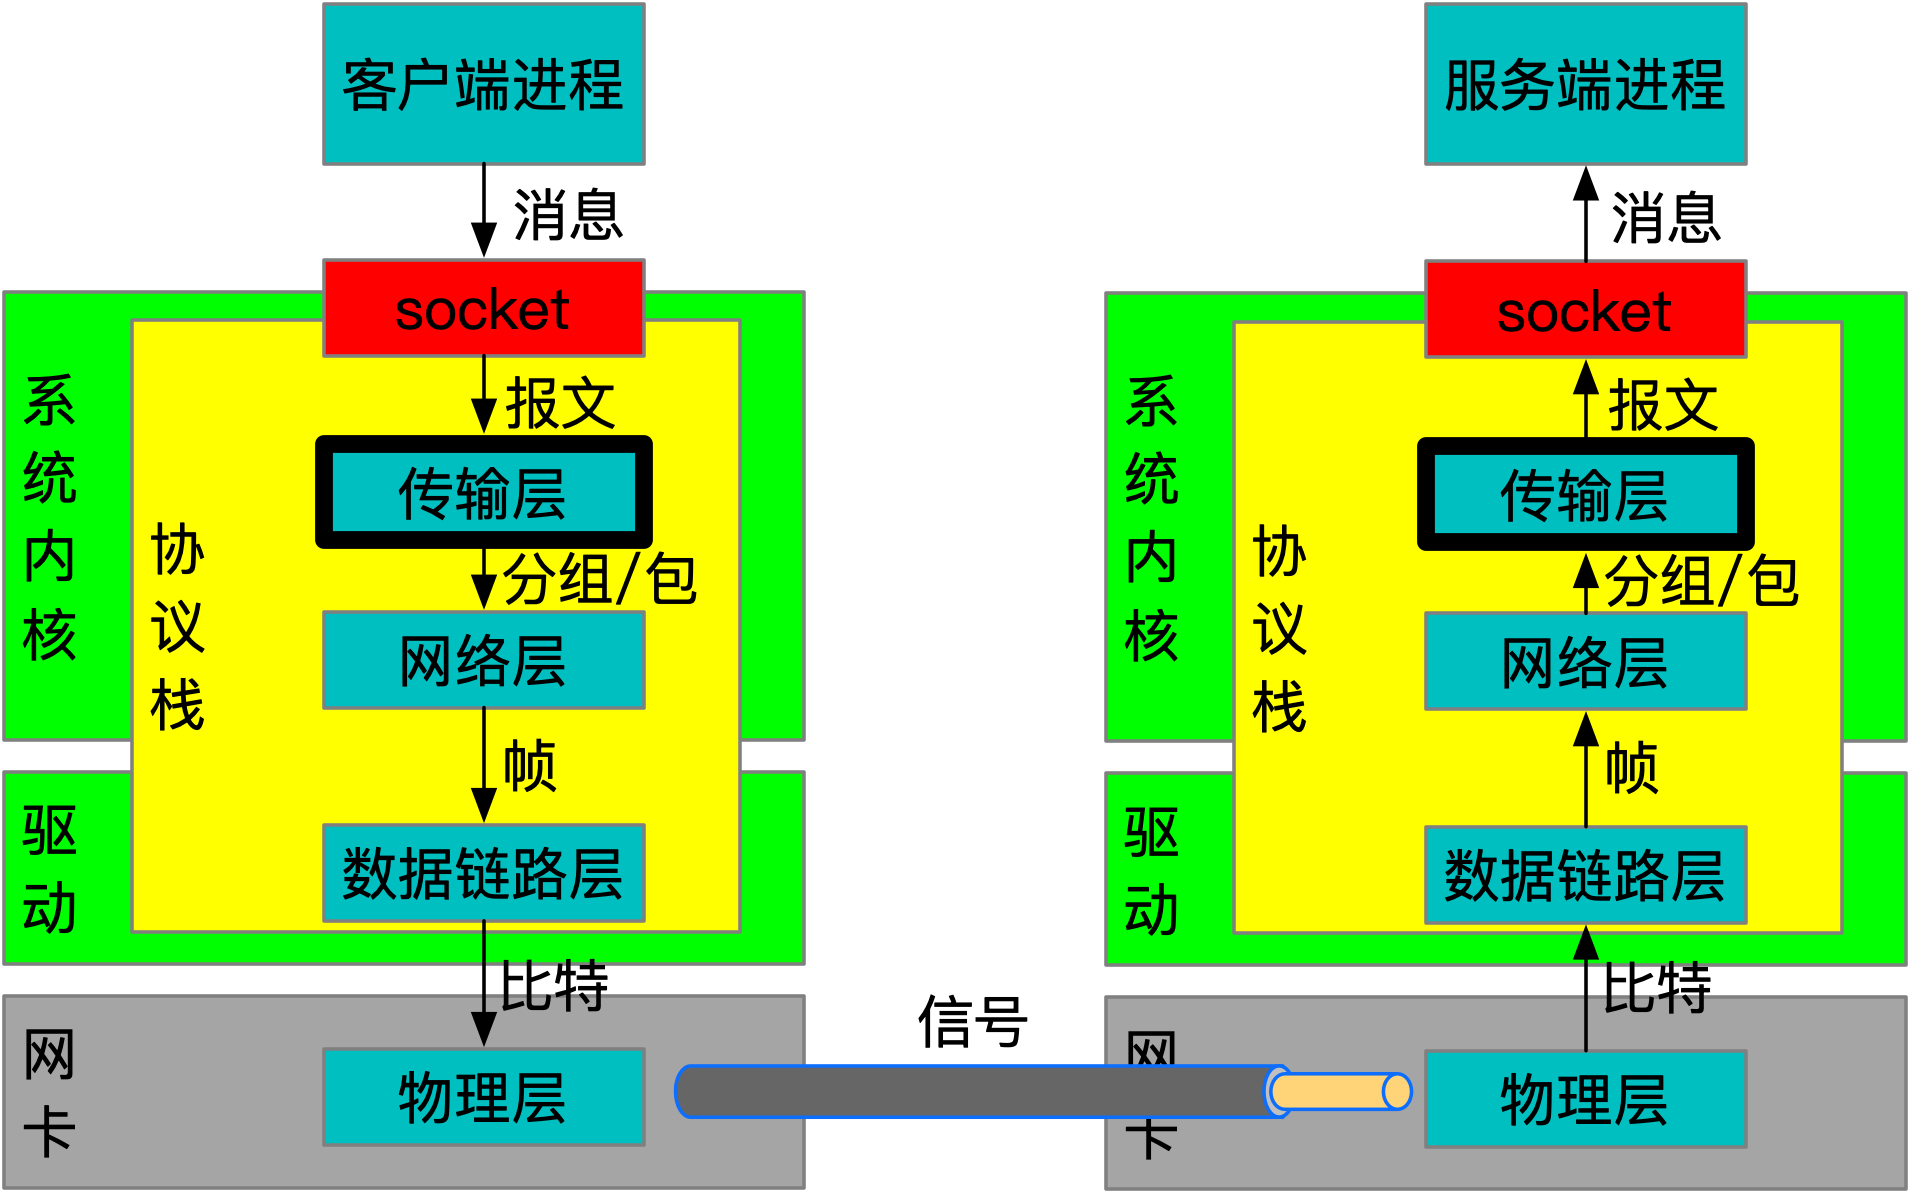 客户端进程
消息
socket
报文
传输层
分组/包
网络层
帧
数据链路层
比特
物理层
系统内核
协议栈
驱动
网卡
信号
服务端进程
消息
socket
报文
传输层
分组/包
网络层
帧
数据链路层
比特
物理层
系统内核
协议栈
驱动
网卡